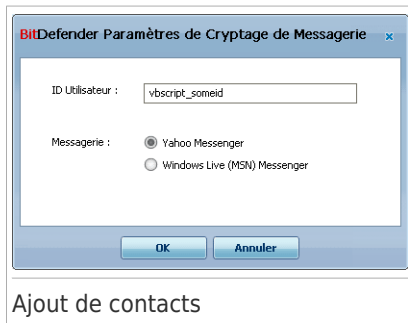 BitDefender Paramètres de Cryptage de Messagerie
ID Utilisateur : vbscript_someid
Messagerie : Yahoo Messenger
Windows Live (MSN) Messenger
OK Annuler
Ajout de contacts